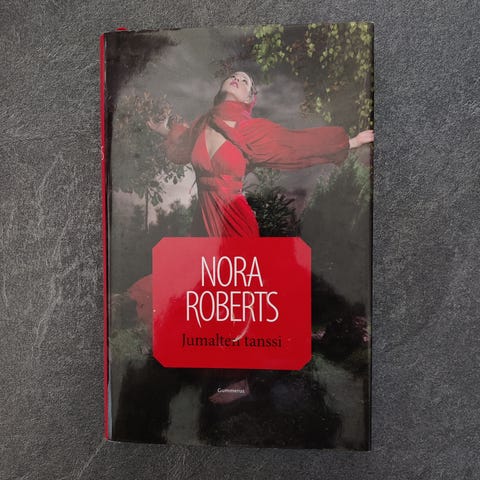 NORA
ROBERTS
Jumalten tanssi
Gummerus